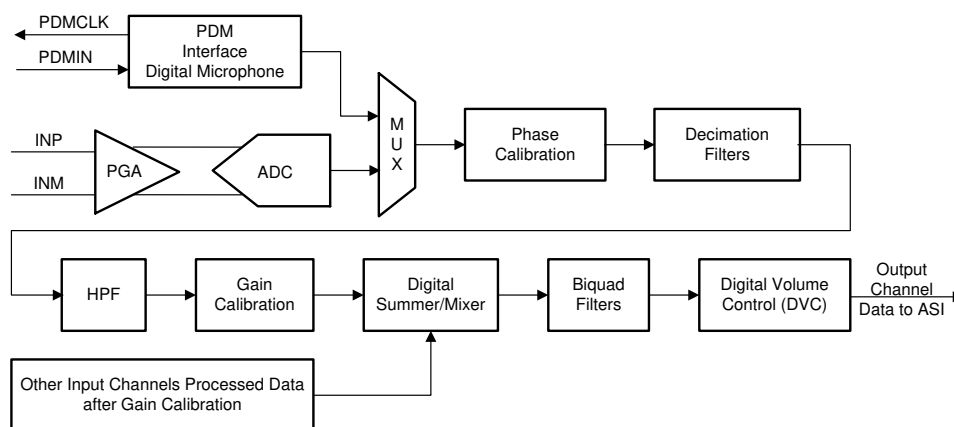 PDMCLK
PDMIN
PDM
Interface
Digital Microphone
INP
INM
PGA
ADC
M
U
X
Phase
Calibration
Decimation
Filters
HPF
Gain
Calibration
Digital
Summer/Mixer
Biquad
Filters
Digital Volume
Control (DVC)
Output
Channel
Data to ASI
Other Input Channels Processed Data
after Gain Calibration